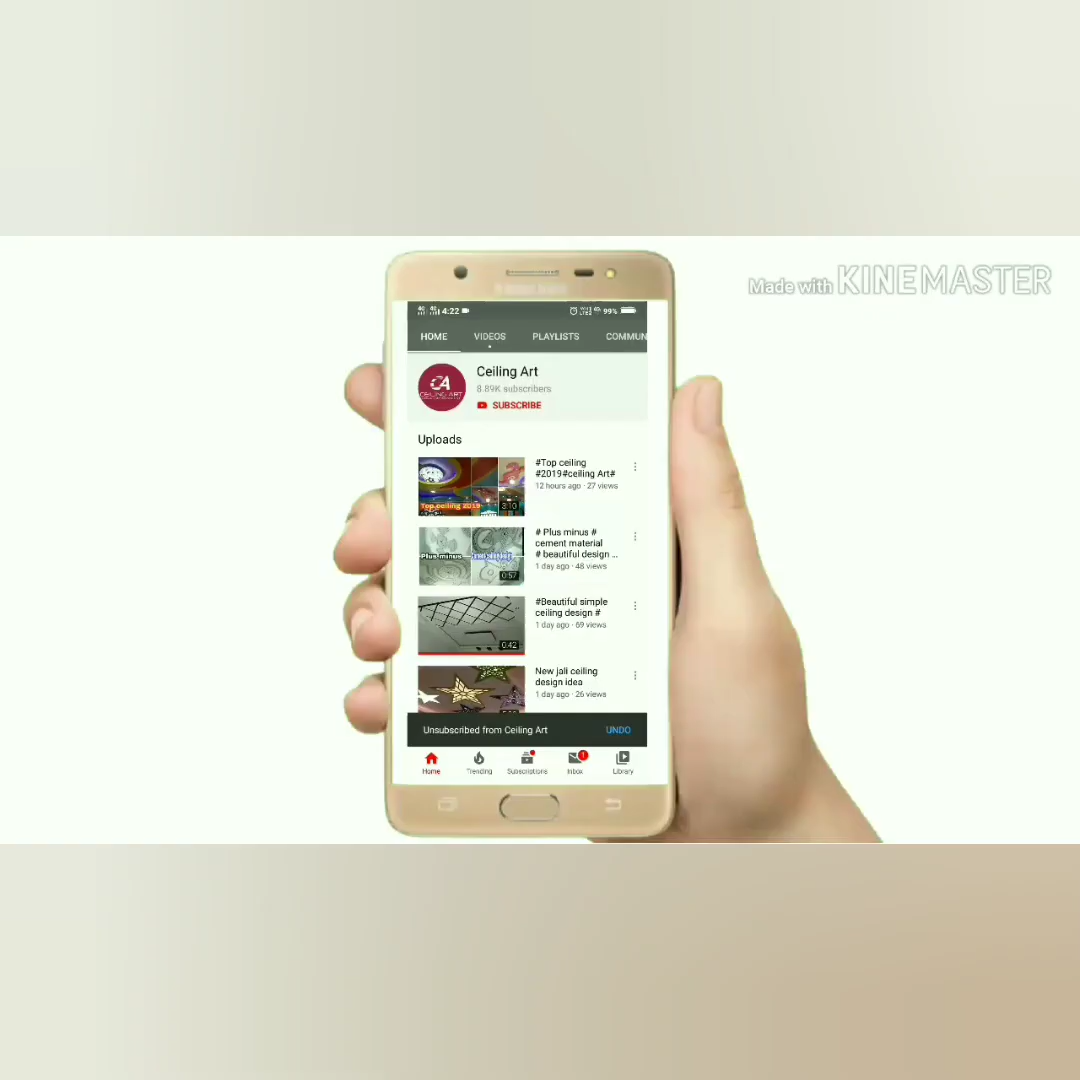 Made with KINEMASTER
4:22
99%
HOME VIDEOS PLAYLISTS COMMUN
CA
CEILING ART
Ceiling Art
8.89K subscribers
SUBSCRIBE
Uploads
#Top ceiling
#2019#ceiling Art#
12 hours ago · 27 views
Top ceiling 2019
3:10
# Plus minus #
cement material
# beautiful design ...
1 day ago · 48 views
Plus minus
0:57
#Beautiful simple
ceiling design #
1 day ago · 69 views
0:42
New jali ceiling
design idea
1 day ago · 26 views
Unsubscribed from Ceiling Art UNDO
Home Trending Subscriptions Inbox Library